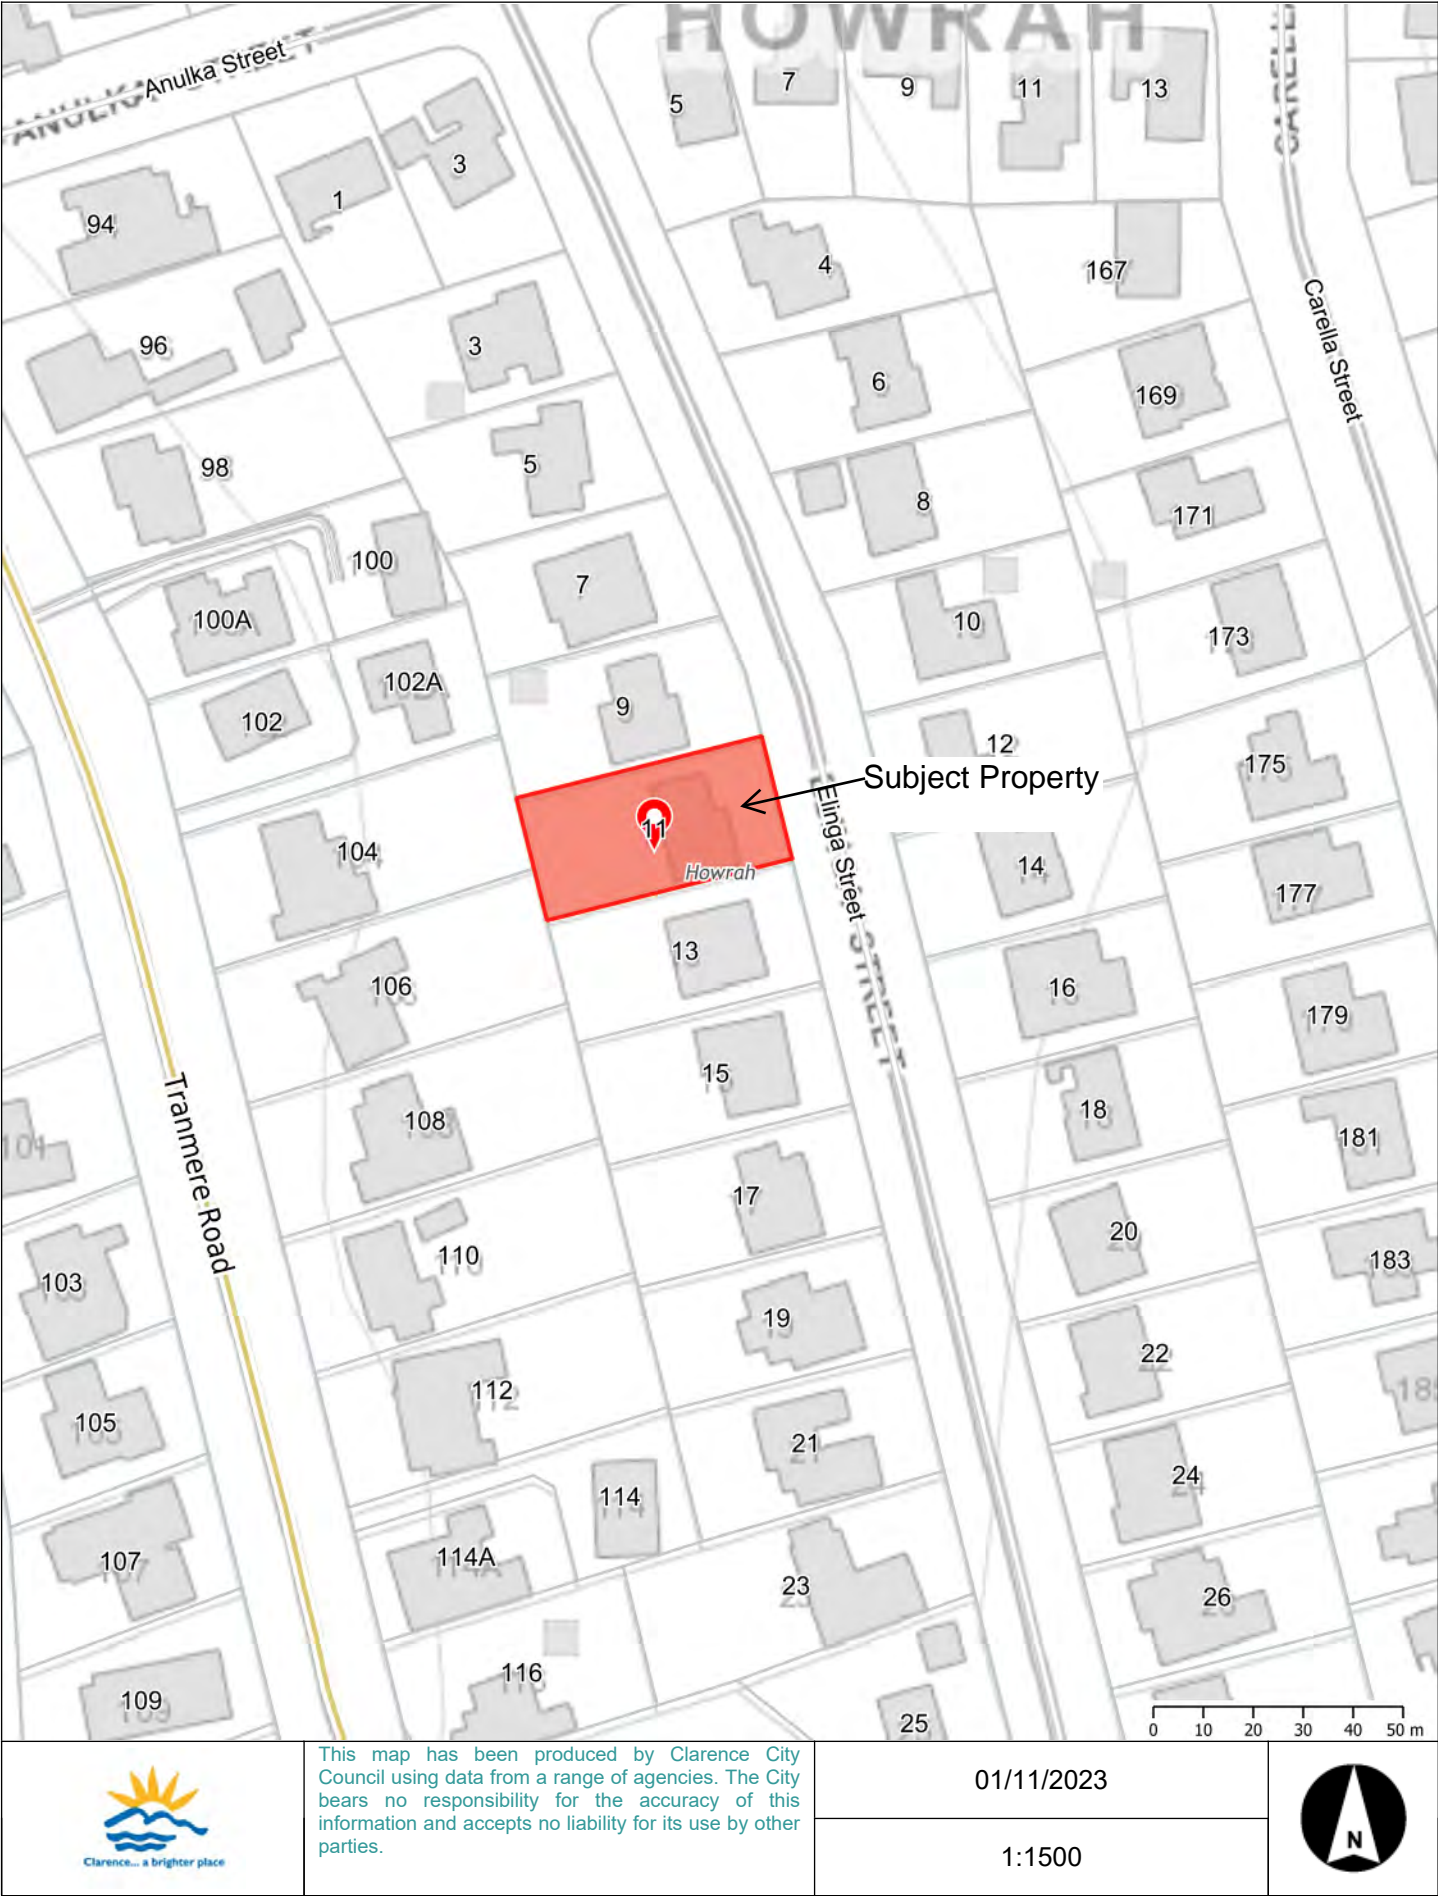 HOWRAH
Anulka Street
ANULKA STREET
5
7
9
11
13
3
1
94
4
167
Carella Street
96
3
6
169
98
5
8
171
100
7
100A
10
173
102A
9
102
12
175
Subject Property
11
Howrah
104
Elinga Street
STREET
14
177
13
106
16
179
15
Tranmere Road
108
18
101
181
17
20
110
183
103
19
22
112
105
21
24
114
107
114A
23
26
116
109
25
0 10 20 30 40 50 m
This map has been produced by Clarence City
Council using data from a range of agencies. The City
bears no responsibility for the accuracy of this
information and accepts no liability for its use by other
parties.
01/11/2023
1:1500
Clarence... a brighter place
N